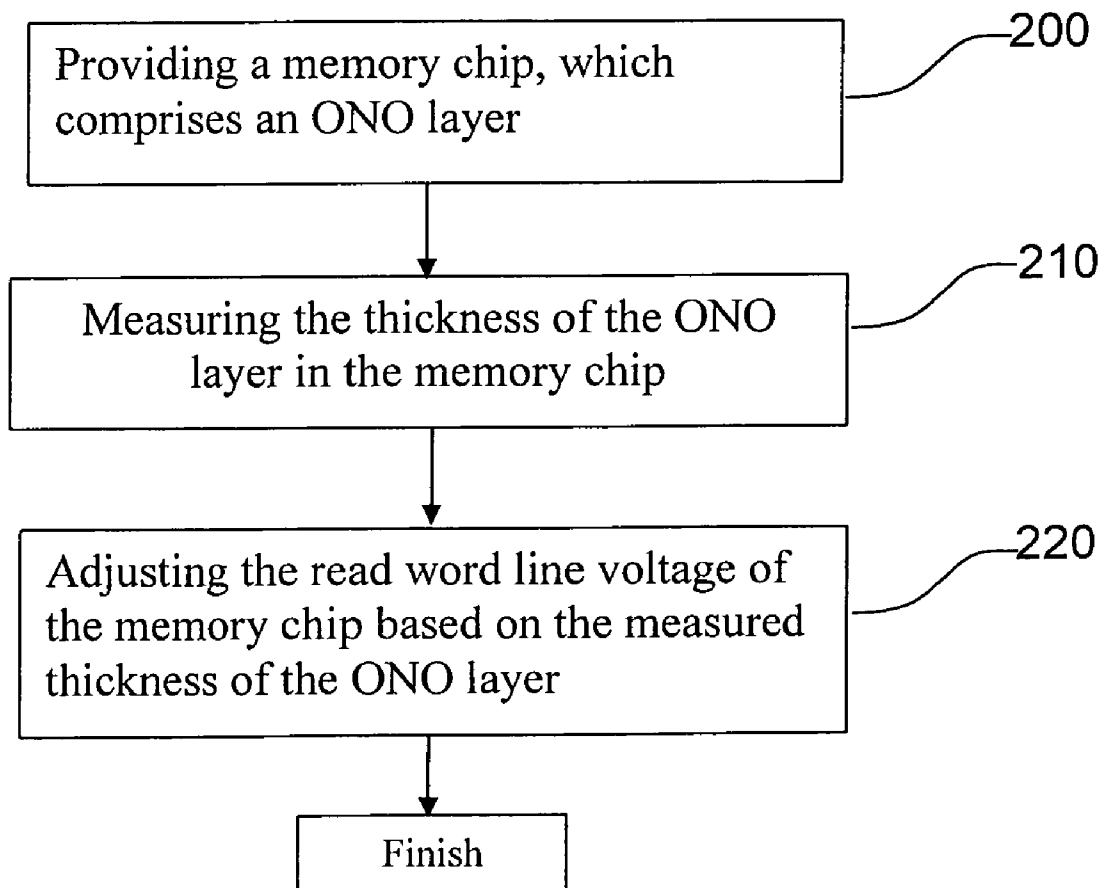 200
Providing a memory chip, which
comprises an ONO layer
210
Measuring the thickness of the ONO
layer in the memory chip
220
Adjusting the read word line voltage of
the memory chip based on the measured
thickness of the ONO layer
Finish